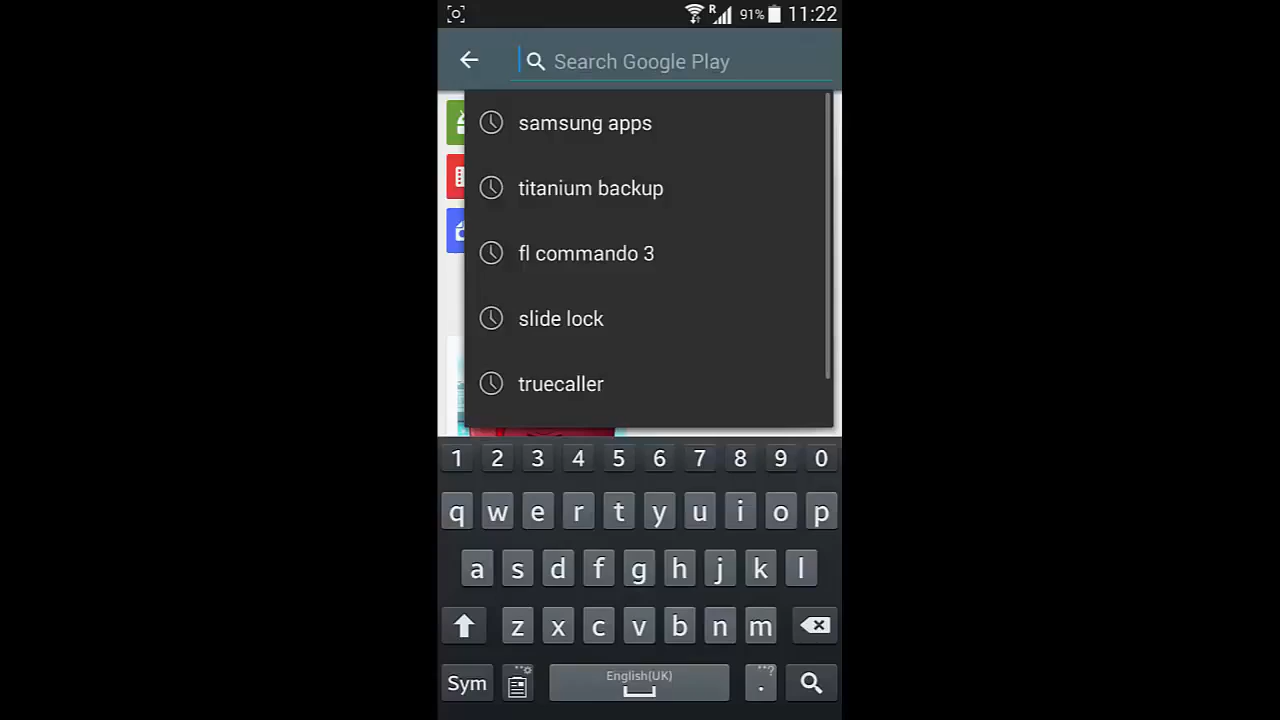 R 91% 11:22
Search Google Play
samsung apps
titanium backup
fl commando 3
slide lock
truecaller
1 2 3 4 5 6 7 8 9 0
q w e r t y u i o p
a s d f g h j k l
z x c v b n m
Sym English(UK) . ?